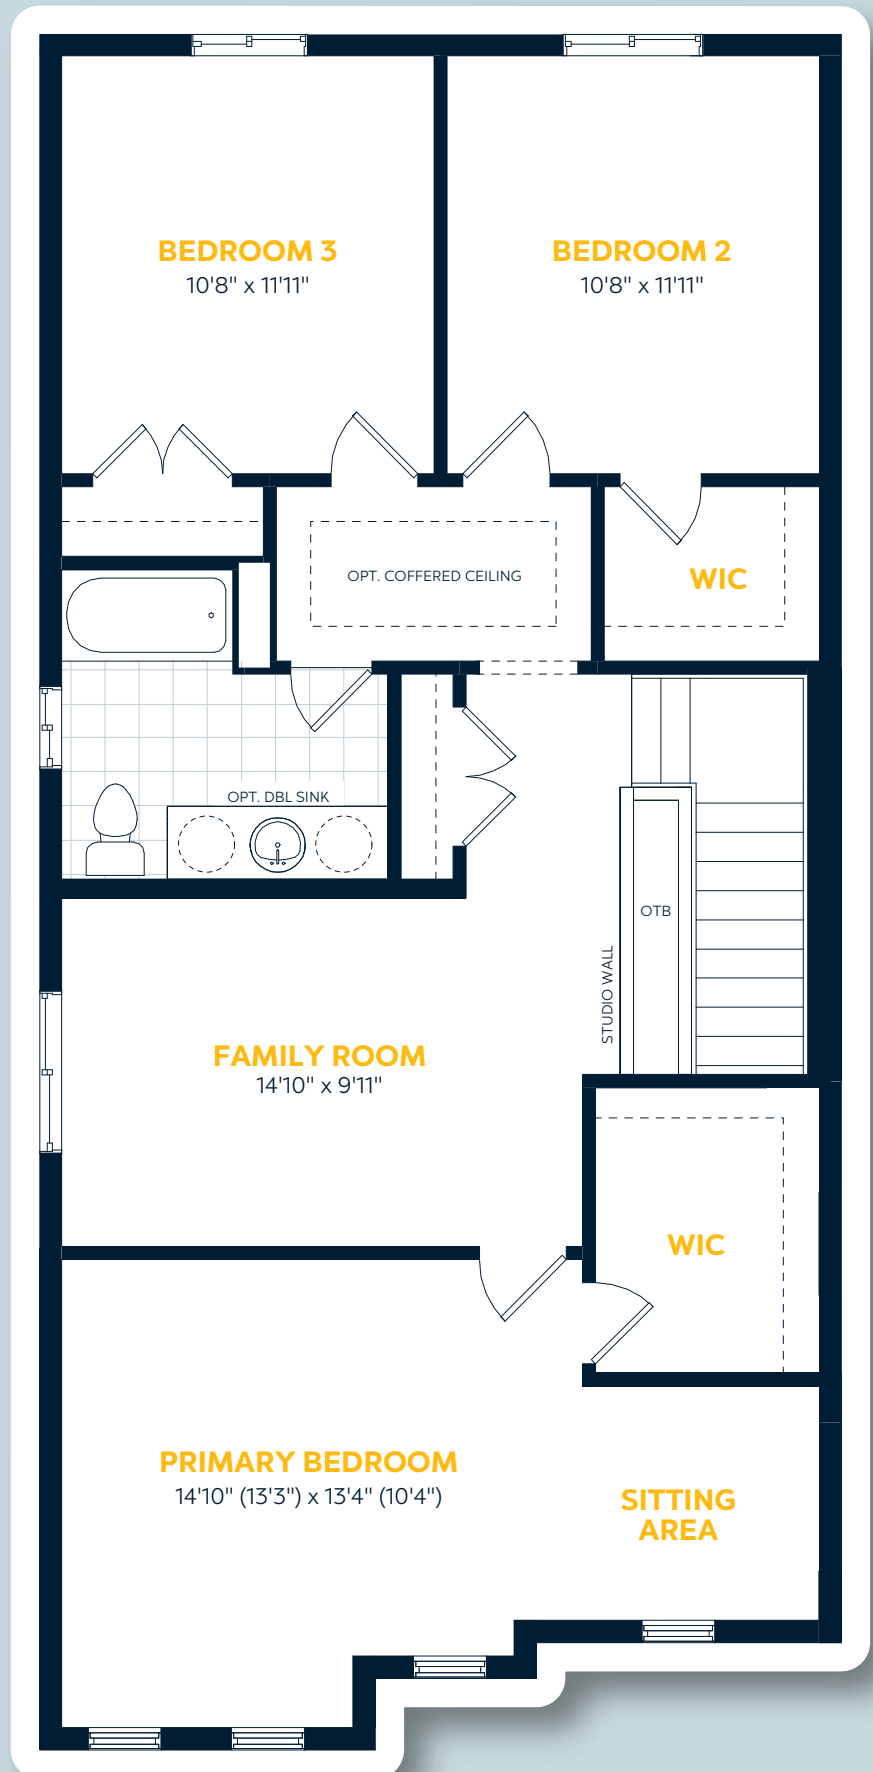 BEDROOM 3
10'8" x 11'11"
BEDROOM 2
10'8" x 11'11"
OPT. COFFERED CEILING
WIC
OPT. DBL SINK
OTB
STUDIO WALL
FAMILY ROOM
14'10" x 9'11"
WIC
PRIMARY BEDROOM
14'10" (13'3") x 13'4" (10'4")
SITTING
AREA